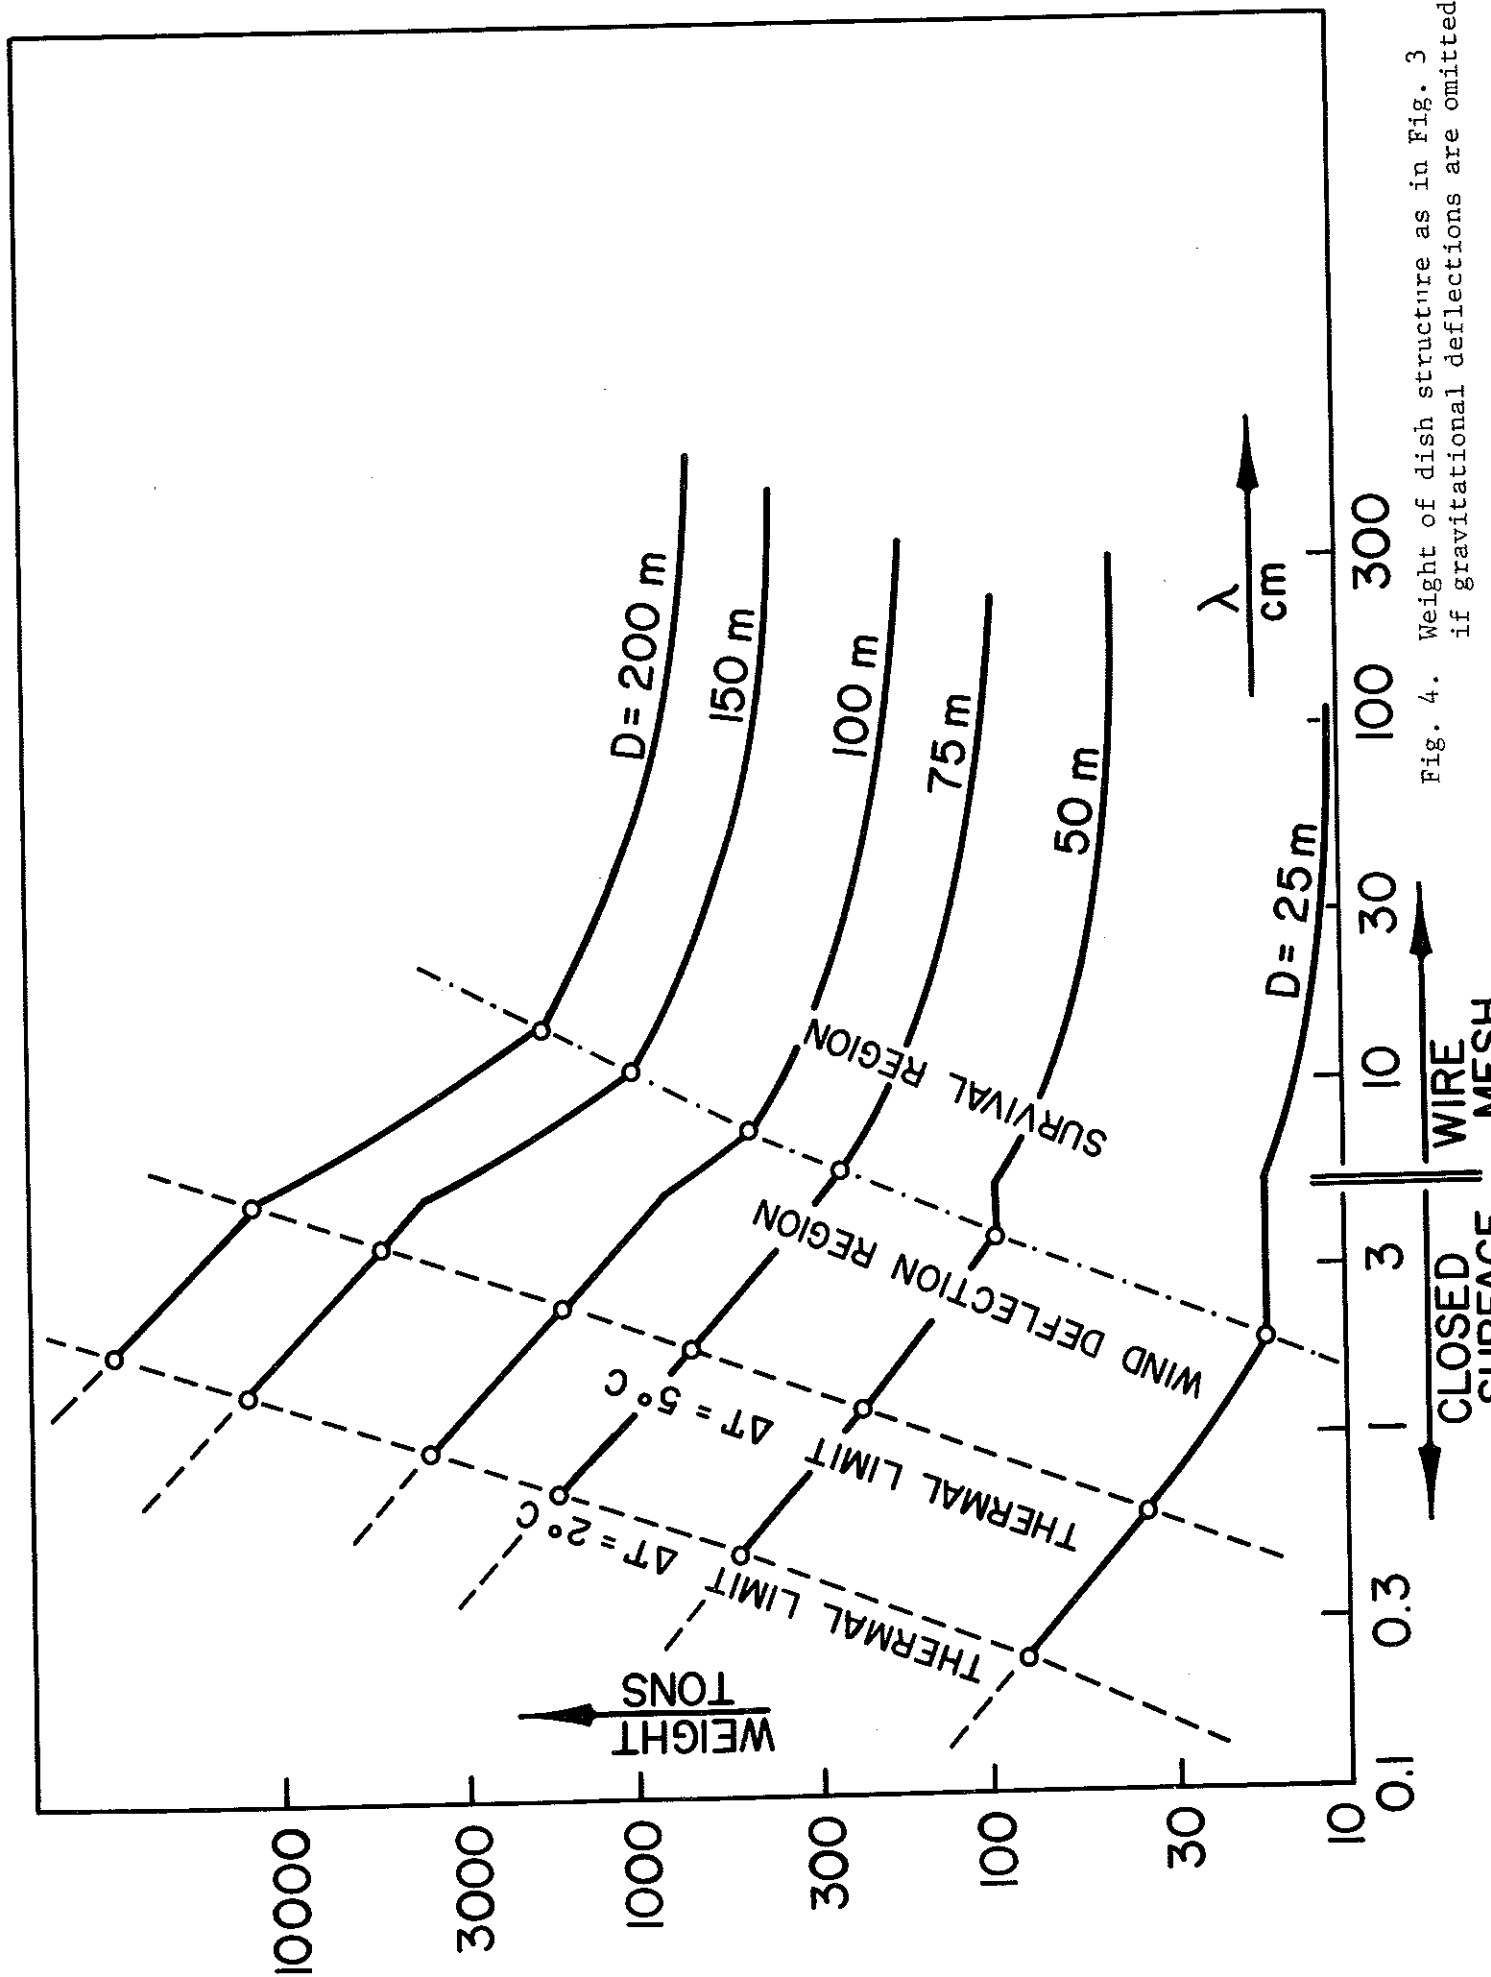 10000
3000
1000
300
100
30
10
WEIGHT
TONS
D = 200 m
150 m
100 m
75 m
50 m
D = 25 m
SURVIVAL REGION
WIND DEFLECTION REGION
THERMAL LIMIT ΔT = 5° C
THERMAL LIMIT ΔT = 2° C
λ
cm
0.1
0.3
1
3
10
30
100
300
CLOSED
SURFACE
WIRE
MESH
Fig. 4. Weight of dish structure as in Fig. 3
if gravitational deflections are omitted